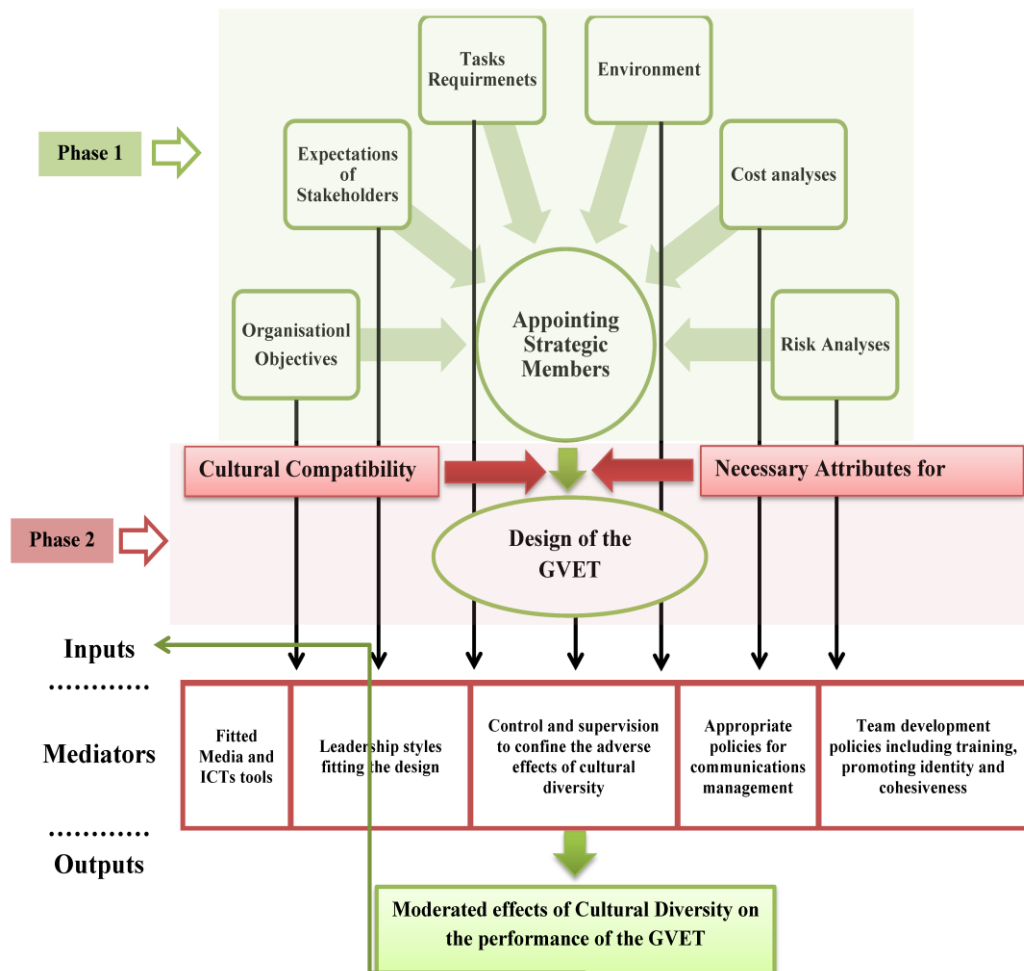 Tasks
Requirmenets
Environment
Phase 1
Expectations
of
Stakeholders
Cost analyses
Organisationl
Objectives
Appointing
Strategic
Members
Risk Analyses
Cultural Compatibility
Necessary Attributes for
Phase 2
Design of the
GVET
Inputs
............
Mediators
Fitted
Media and
ICTs tools
Leadership styles
fitting the design
Control and supervision
to confine the adverse
effects of cultural
diversity
Appropriate
policies for
communications
management
Team development
policies including training,
promoting identity and
cohesiveness
............
Outputs
Moderated effects of Cultural Diversity on
the performance of the GVET